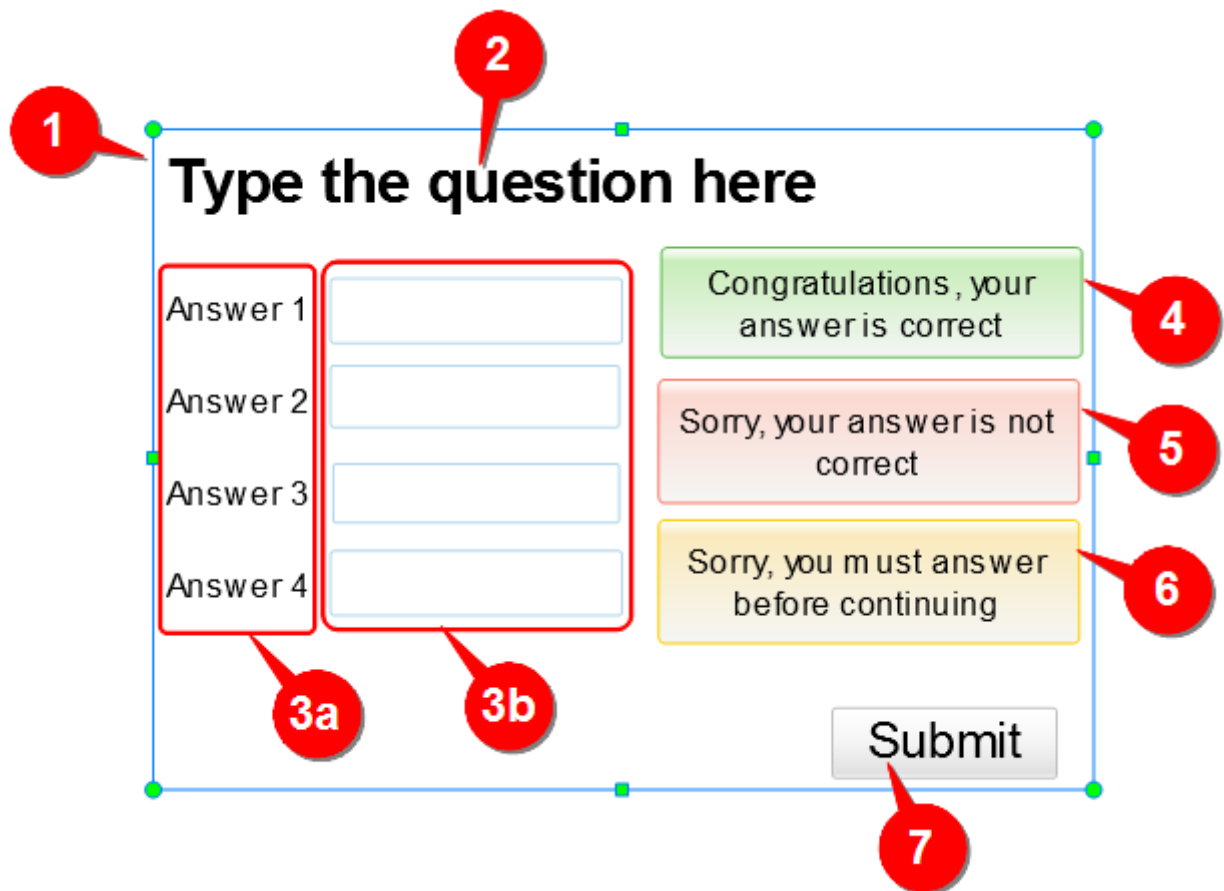 2
1
Type the question here
Answer 1
Answer 2
Answer 3
Answer 4
3a
3b
Congratulations, your
answer is correct
4
Sorry, your answer is not
correct
5
Sorry, you must answer
before continuing
6
Submit
7